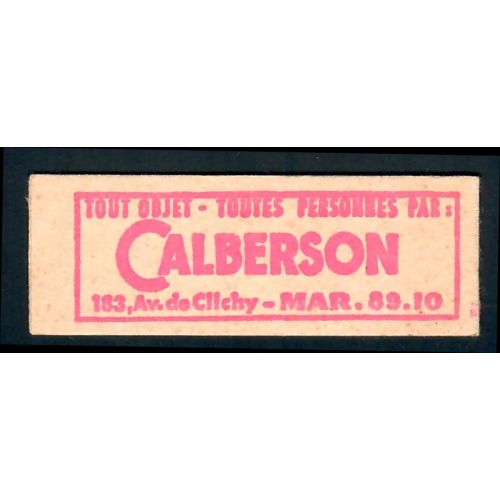 TOUT OBJET - TOUTES PERSONNES PAR :
CALBERSON
183, Av. de Clichy - MAR. 89.10